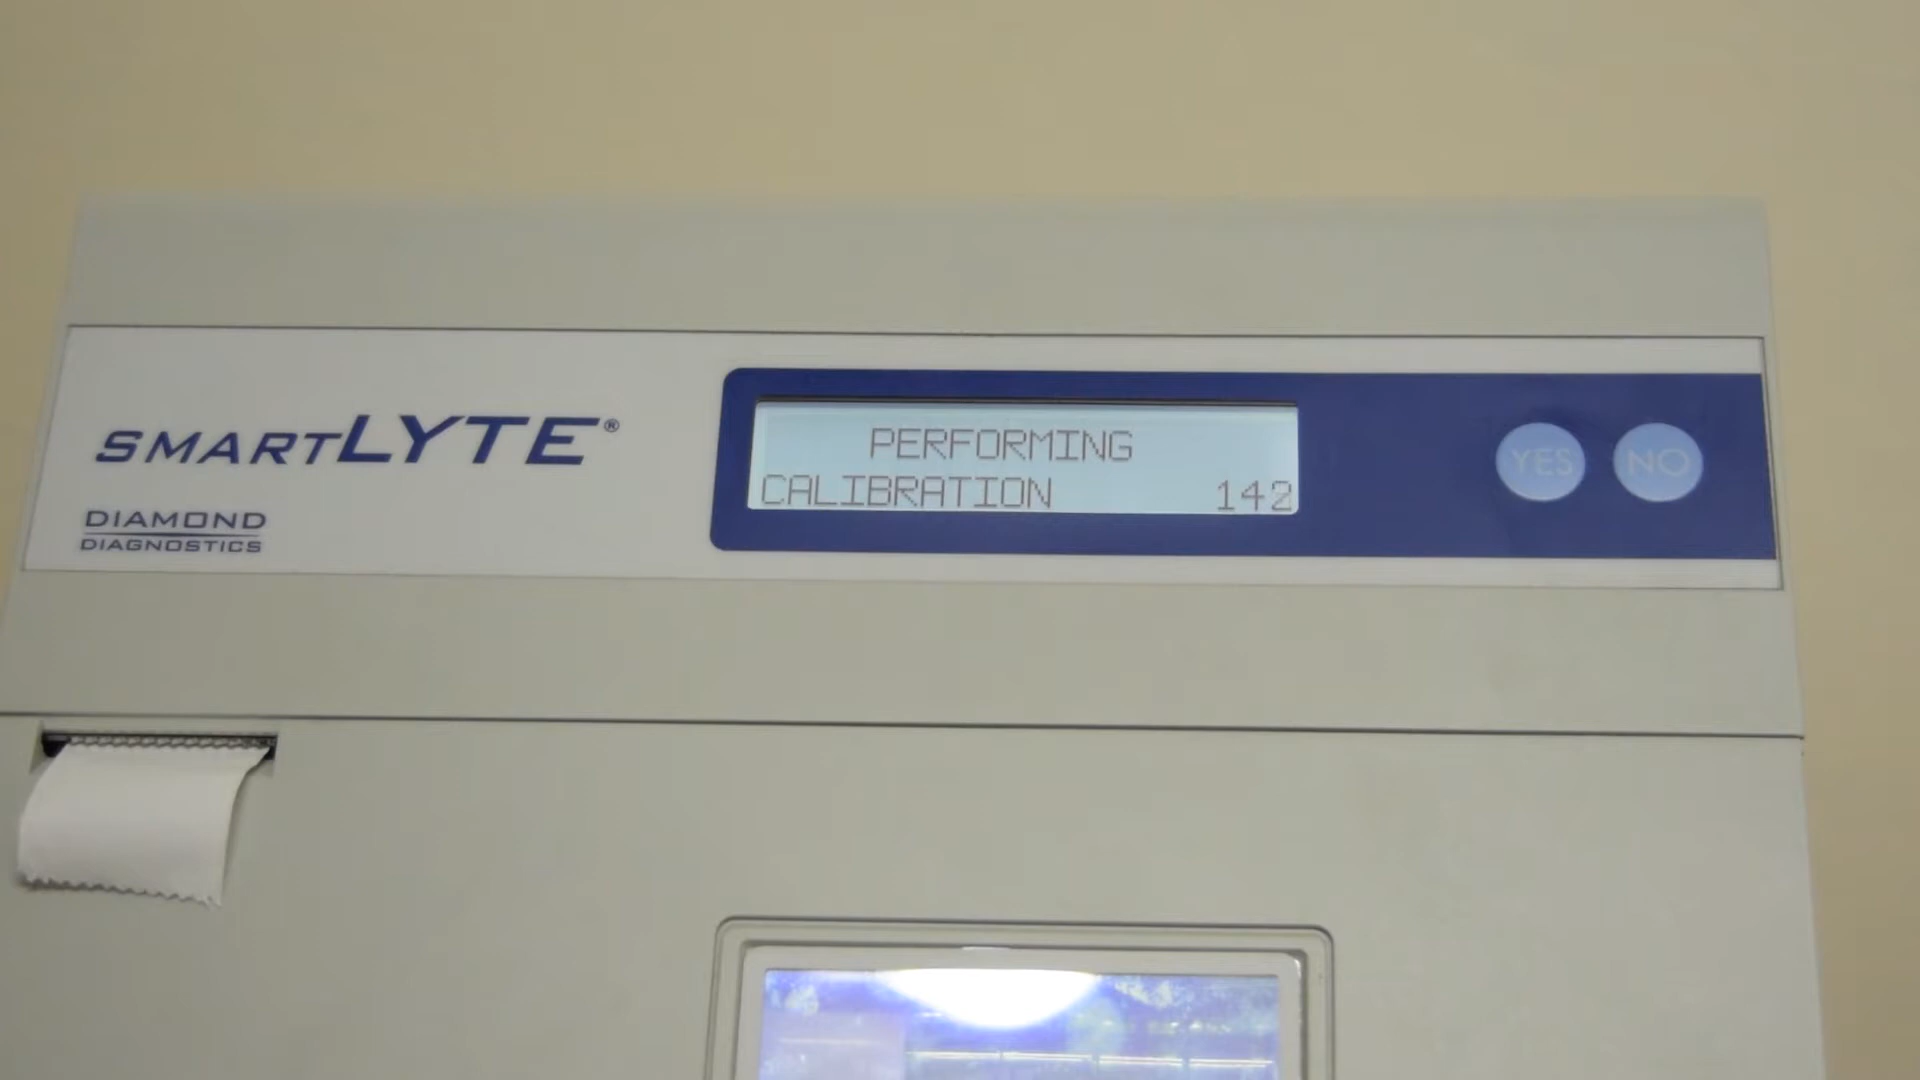 SMARTLYTE®
DIAMOND
DIAGNOSTICS
PERFORMING
CALIBRATION 142
YES NO